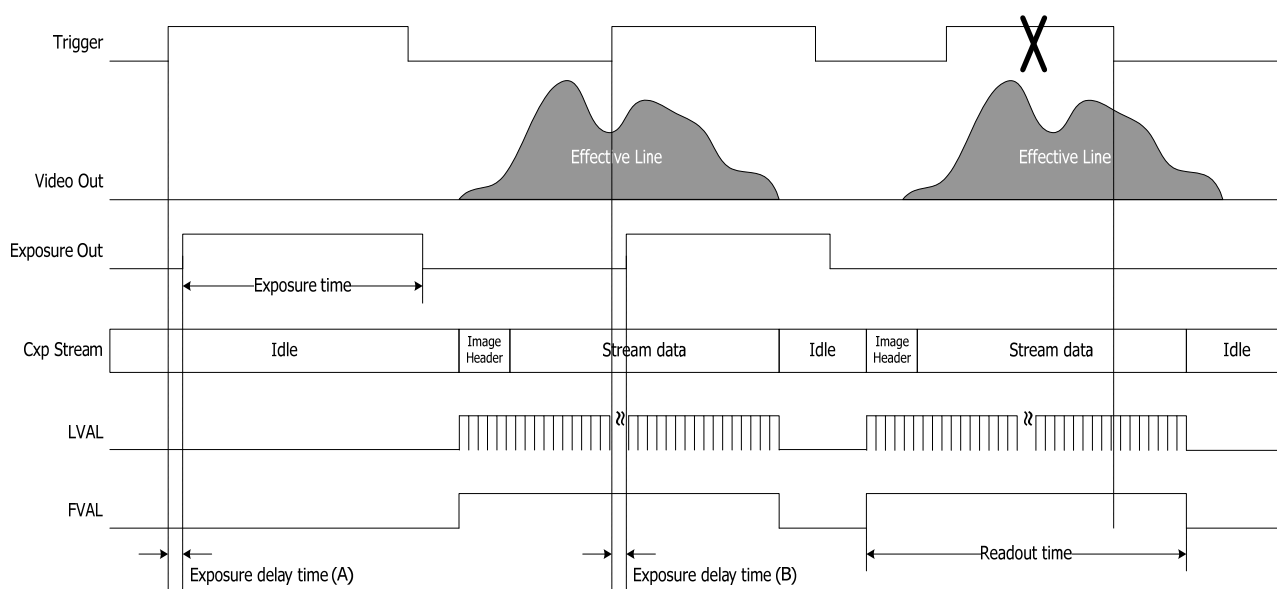 Trigger
Effective Line
Effective Line
Video Out
Exposure Out
Exposure time
Cxp Stream
Idle
Image
Header
Stream data
Idle
Image
Header
Stream data
Idle
LVAL
≈
≈
FVAL
Readout time
Exposure delay time (A)
Exposure delay time (B)